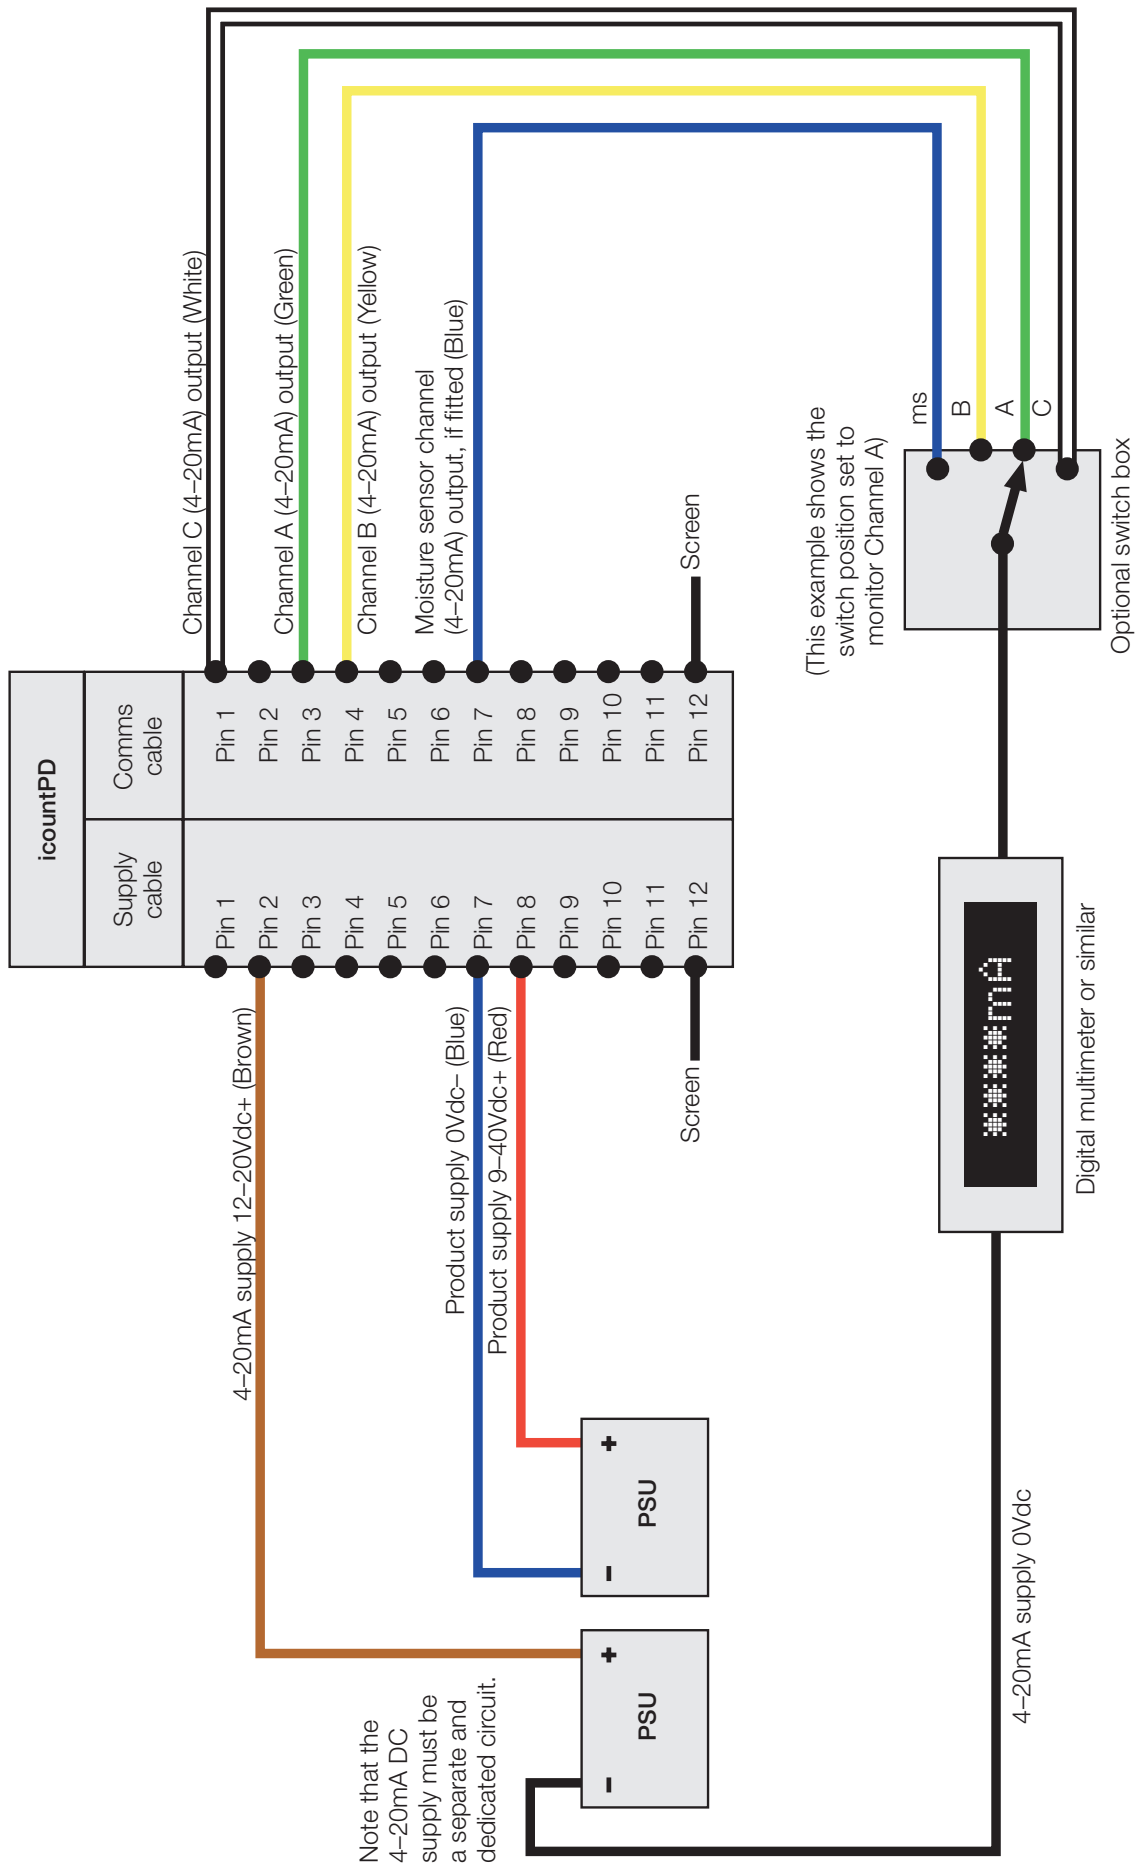 icountPD
Supply
cable
Comms
cable
Pin 1
Pin 2
Pin 3
Pin 4
Pin 5
Pin 6
Pin 7
Pin 8
Pin 9
Pin 10
Pin 11
Pin 12
Pin 1
Pin 2
Pin 3
Pin 4
Pin 5
Pin 6
Pin 7
Pin 8
Pin 9
Pin 10
Pin 11
Pin 12
4–20mA supply 12–20Vdc+ (Brown)
Product supply 0Vdc– (Blue)
Product supply 9–40Vdc+ (Red)
Screen
Channel C (4–20mA) output (White)
Channel A (4–20mA) output (Green)
Channel B (4–20mA) output (Yellow)
Moisture sensor channel
(4–20mA) output, if fitted (Blue)
Screen
Note that the
4–20mA DC
supply must be
a separate and
dedicated circuit.
– PSU +
– PSU +
(This example shows the
switch position set to
monitor Channel A)
ms
B
A
C
Optional switch box
****mA
Digital multimeter or similar
4–20mA supply 0Vdc